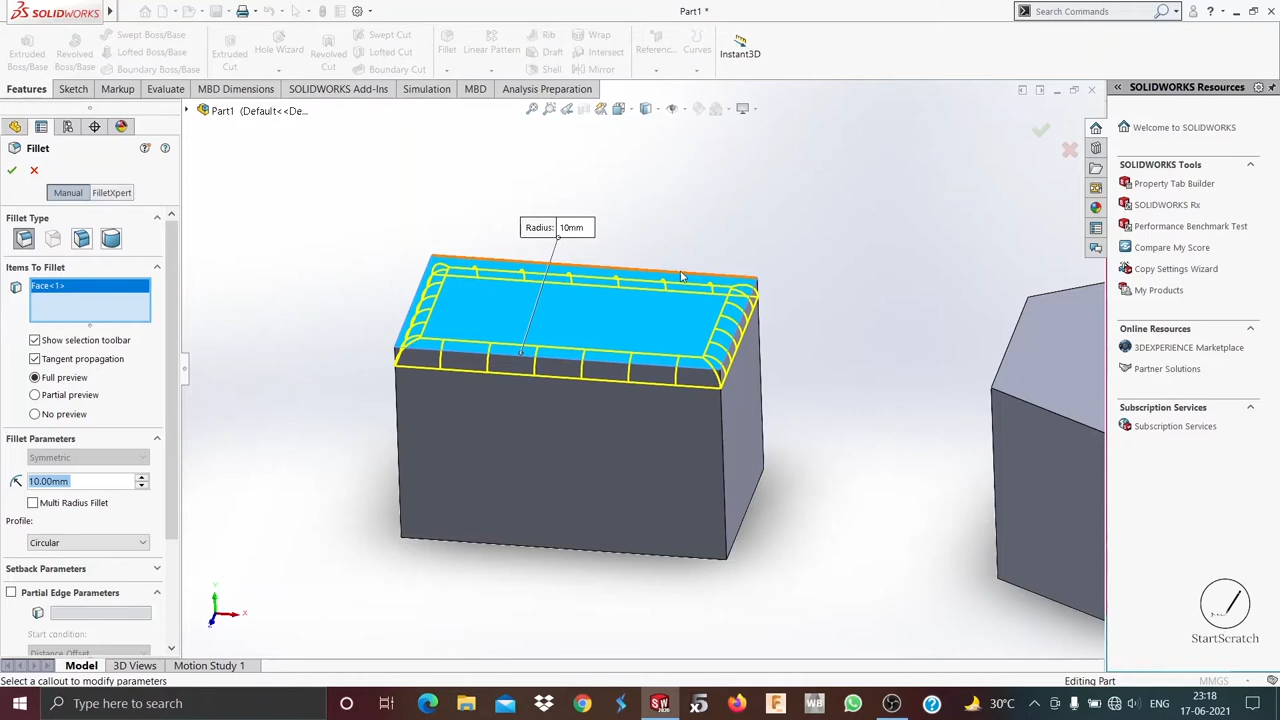 SOLIDWORKS
Part1 *
Search Commands
Extruded Boss/Base
Revolved Boss/Base
Swept Boss/Base
Lofted Boss/Base
Boundary Boss/Base
Extruded Cut
Hole Wizard
Revolved Cut
Swept Cut
Lofted Cut
Boundary Cut
Fillet
Linear Pattern
Rib
Draft
Shell
Wrap
Intersect
Mirror
Referenc...
Curves
Instant3D
Features
Sketch
Markup
Evaluate
MBD Dimensions
SOLIDWORKS Add-Ins
Simulation
MBD
Analysis Preparation
Part1 (Default<<De...
Fillet
Manual
FilletXpert
Fillet Type
Items To Fillet
Face<1>
Show selection toolbar
Tangent propagation
Full preview
Partial preview
No preview
Fillet Parameters
Symmetric
10.00mm
Multi Radius Fillet
Profile:
Circular
Setback Parameters
Partial Edge Parameters
Start condition:
Distance Offset
Radius: 10mm
Y
X
Z
SOLIDWORKS Resources
Welcome to SOLIDWORKS
SOLIDWORKS Tools
Property Tab Builder
SOLIDWORKS Rx
Performance Benchmark Test
Compare My Score
Copy Settings Wizard
My Products
Online Resources
3DEXPERIENCE Marketplace
Partner Solutions
Subscription Services
Subscription Services
StartScratch
Model
3D Views
Motion Study 1
Select a callout to modify parameters
Editing Part
MMGS
Type here to search
SW
2020
x5
F
WB
30°C
ENG
23:18
17-06-2021